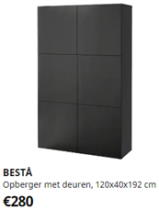 BESTÅ
Opberger met deuren, 120x40x192 cm
€280